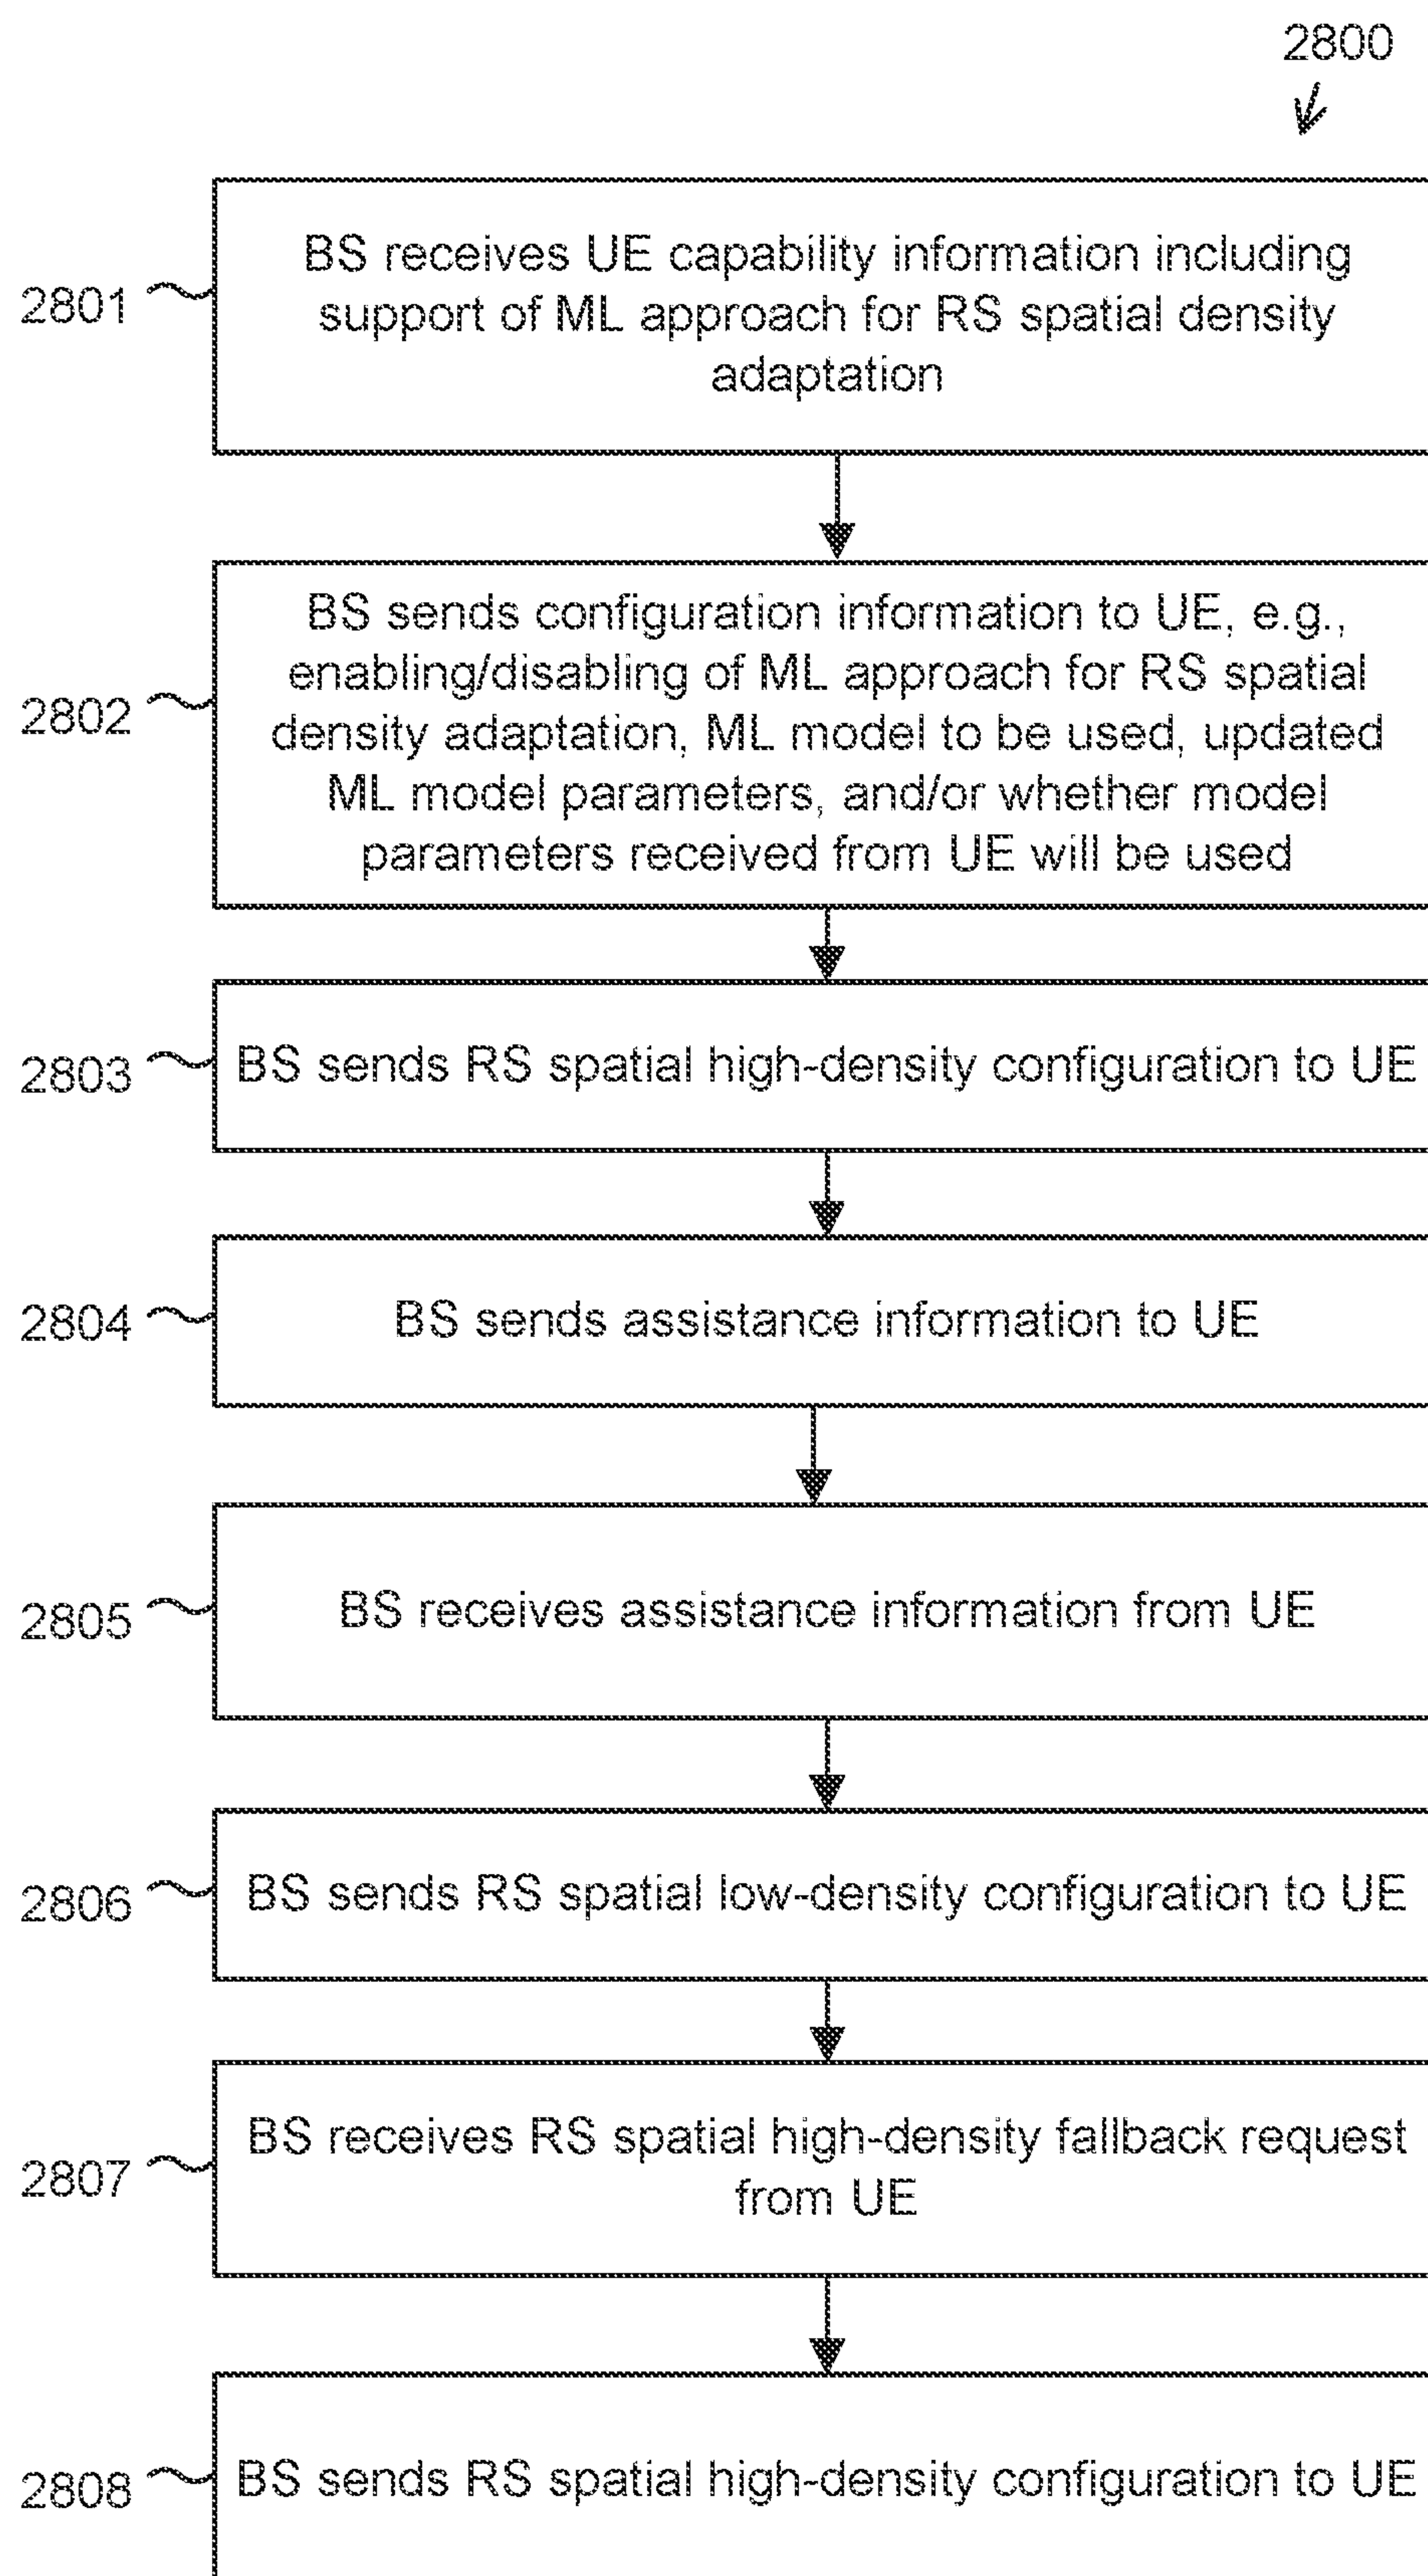 2800
2801
BS receives UE capability information including
support of ML approach for RS spatial density
adaptation
2802
BS sends configuration information to UE, e.g.,
enabling/disabling of ML approach for RS spatial
density adaptation, ML model to be used, updated
ML model parameters, and/or whether model
parameters received from UE will be used
2803
BS sends RS spatial high-density configuration to UE
2804
BS sends assistance information to UE
2805
BS receives assistance information from UE
2806
BS sends RS spatial low-density configuration to UE
2807
BS receives RS spatial high-density fallback request
from UE
2808
BS sends RS spatial high-density configuration to UE